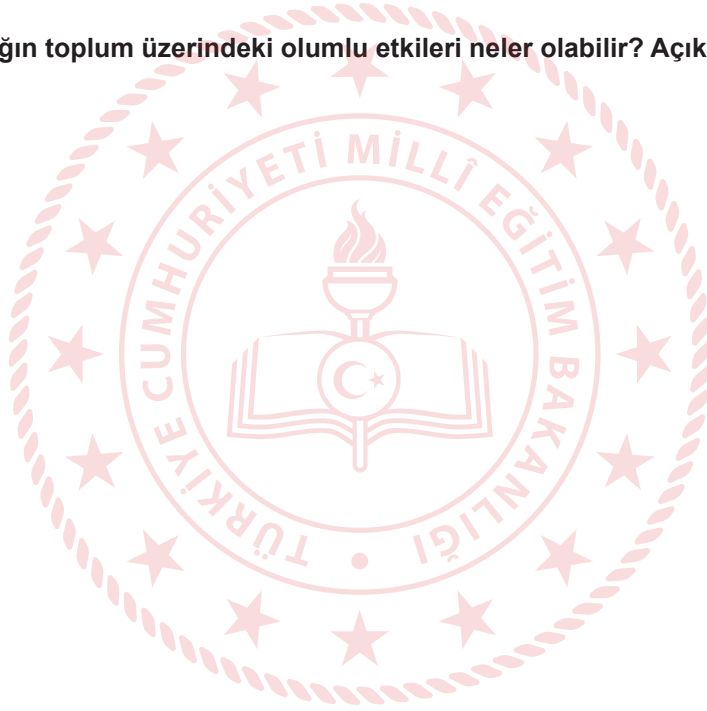 ğın toplum üzerindeki olumlu etkileri neler olabilir? Açık
TÜRKİYE CUMHURİYETİ MİLLÎ EĞİTİM BAKANLIĞI